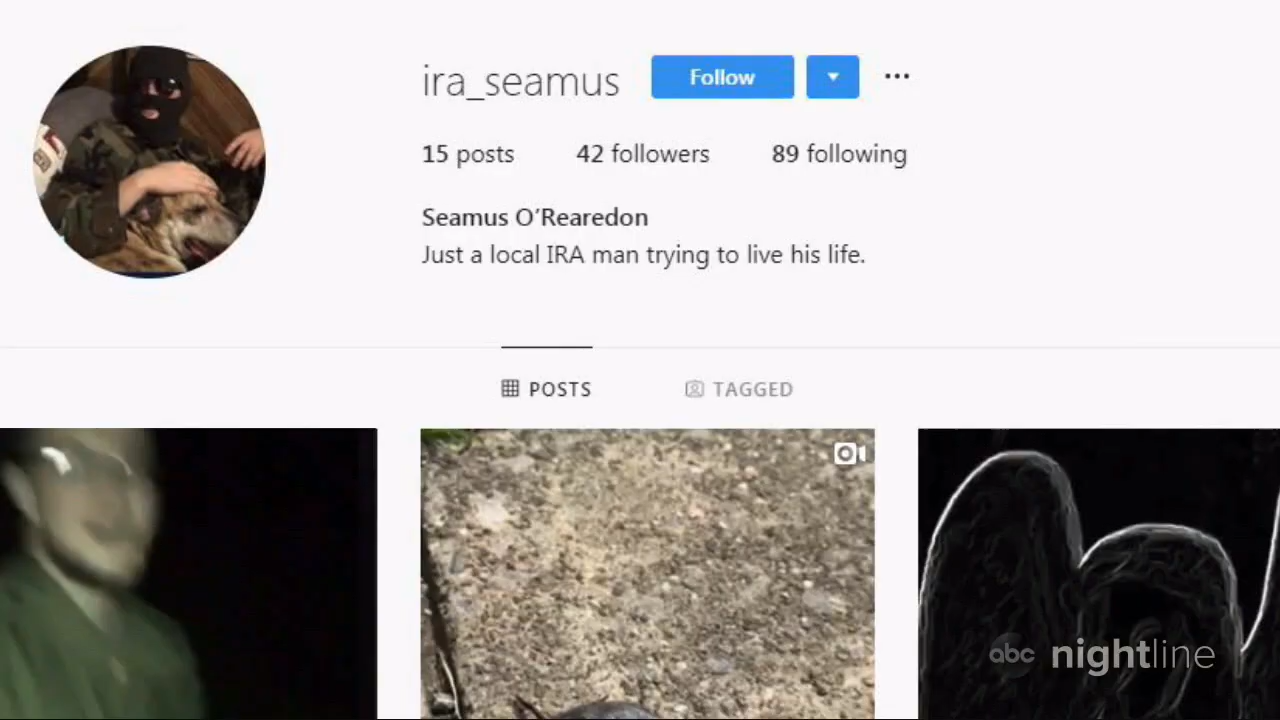 ira_seamus
Follow
15 posts
42 followers
89 following
Seamus O’Rearedon
Just a local IRA man trying to live his life.
POSTS
TAGGED
abc nightline